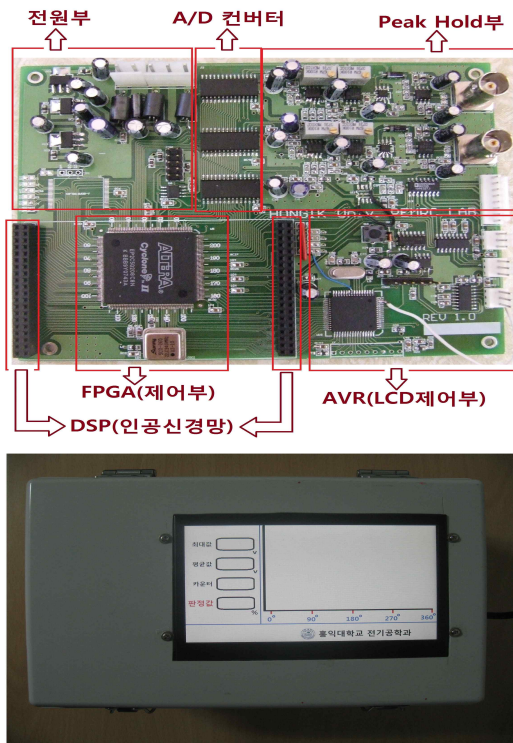 전원부
A/D 컨버터
Peak Hold부
HONGIK UNIV.
ALTERA
Cyclone II
REV 1.0
FPGA(제어부)
AVR(LCD제어부)
DSP(인공신경망)
최대값
V
평균값
V
카운터
판정값
%
0° 90° 180° 270° 360°
홍익대학교 전기공학과